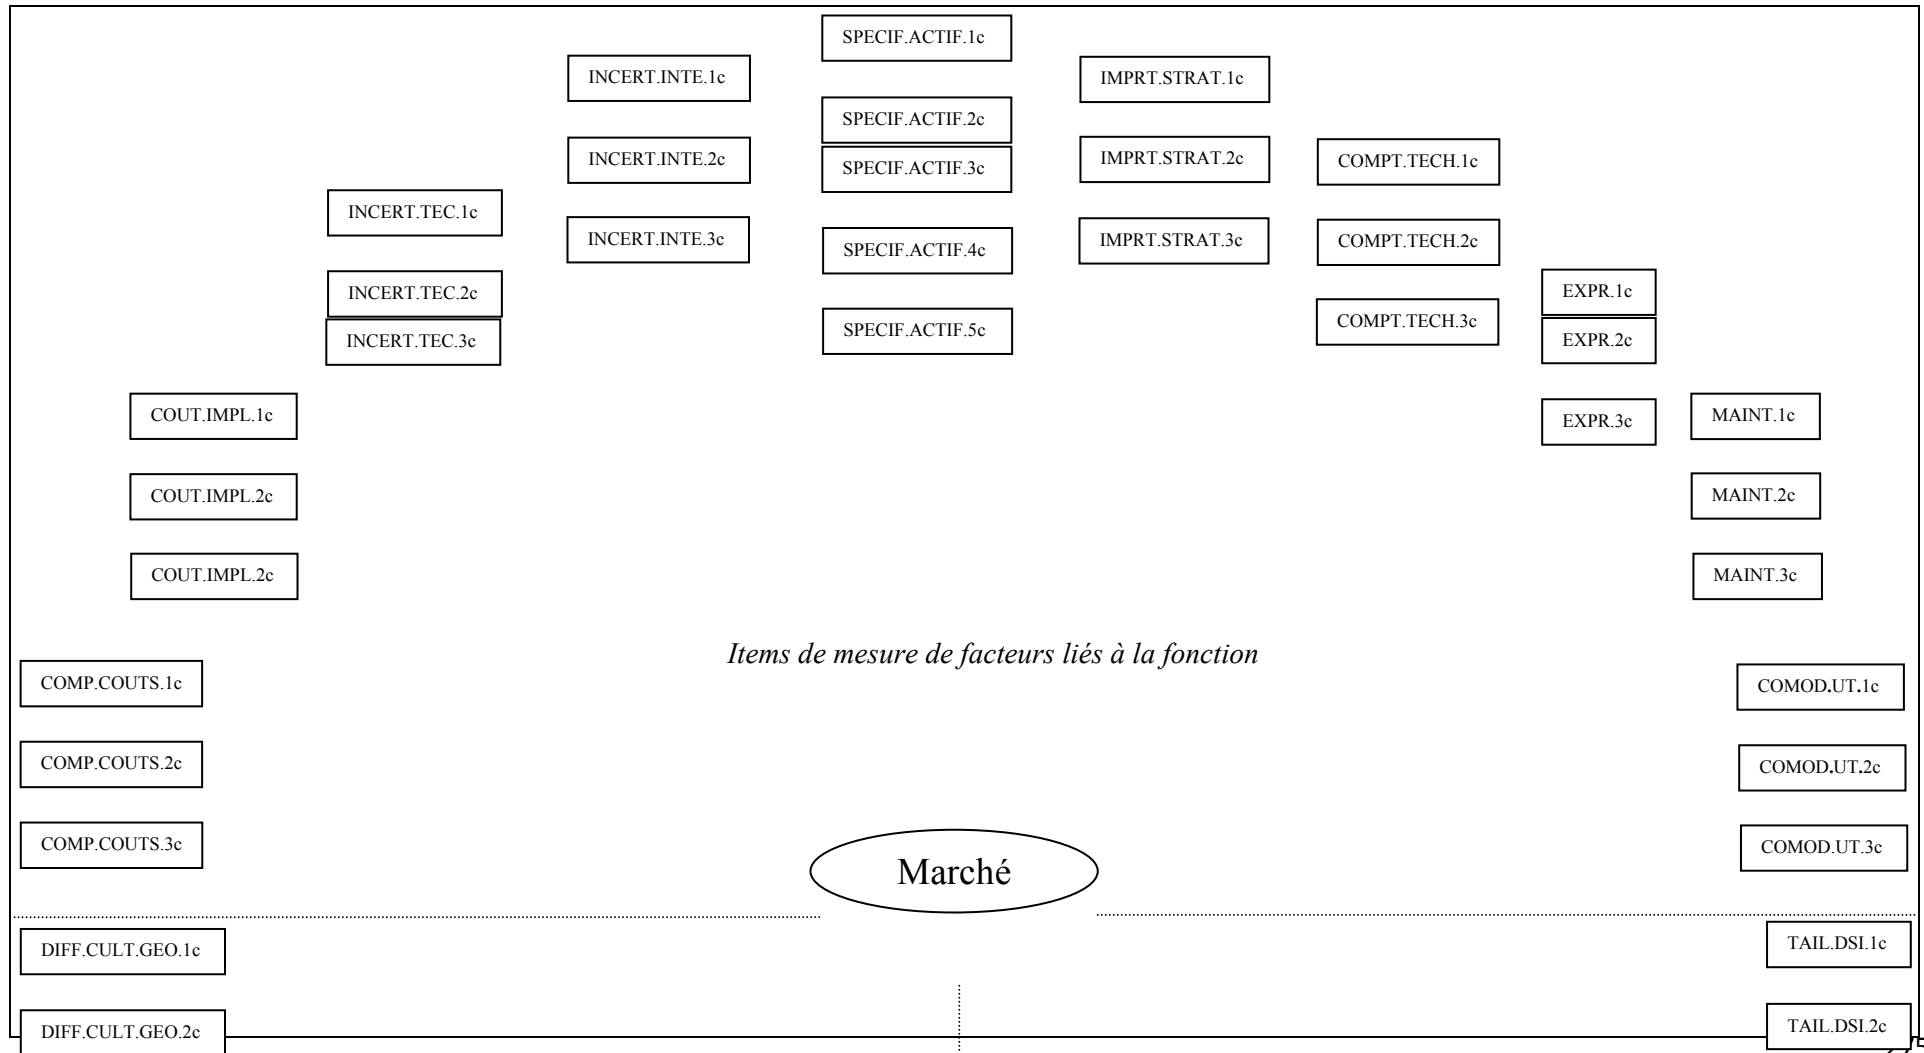 SPECIF.ACTIF.1c
INCERT.INTE.1c
IMPRT.STRAT.1c
SPECIF.ACTIF.2c
INCERT.INTE.2c
IMPRT.STRAT.2c
COMPT.TECH.1c
SPECIF.ACTIF.3c
INCERT.TEC.1c
INCERT.INTE.3c
IMPRT.STRAT.3c
COMPT.TECH.2c
SPECIF.ACTIF.4c
INCERT.TEC.2c
EXPR.1c
COMPT.TECH.3c
SPECIF.ACTIF.5c
INCERT.TEC.3c
EXPR.2c
COUT.IMPL.1c
EXPR.3c
MAINT.1c
COUT.IMPL.2c
MAINT.2c
COUT.IMPL.2c
MAINT.3c
Items de mesure de facteurs liés à la fonction
COMP.COUTS.1c
COMOD.UT.1c
COMP.COUTS.2c
COMOD.UT.2c
COMP.COUTS.3c
COMOD.UT.3c
Marché
DIFF.CULT.GEO.1c
TAIL.DSI.1c
DIFF.CULT.GEO.2c
TAIL.DSI.2c